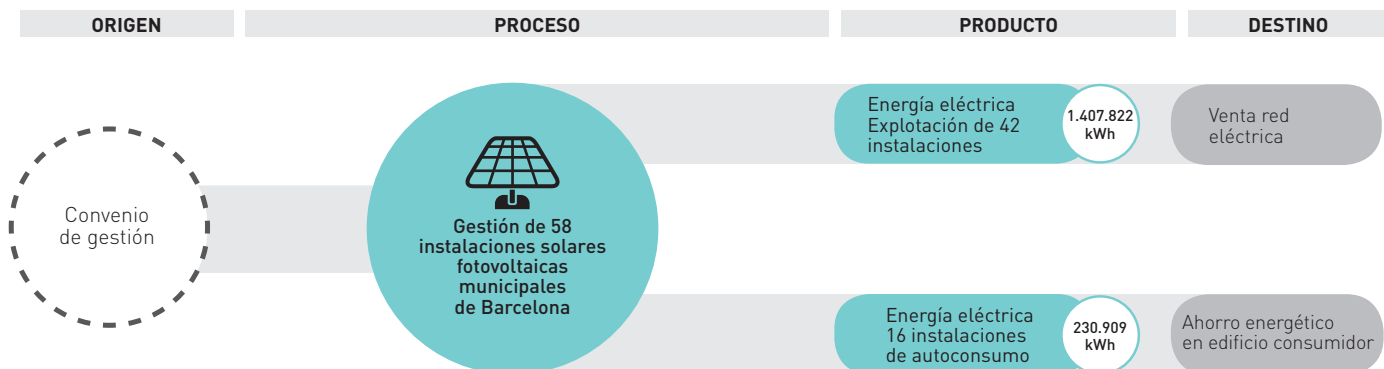 ORIGEN
PROCESO
PRODUCTO
DESTINO
Convenio
de gestión
Gestión de 58
instalaciones solares
fotovoltaicas
municipales
de Barcelona
Energía eléctrica
Explotación de 42
instalaciones
1.407.822
kWh
Venta red
eléctrica
Energía eléctrica
16 instalaciones
de autoconsumo
230.909
kWh
Ahorro energético
en edificio consumidor